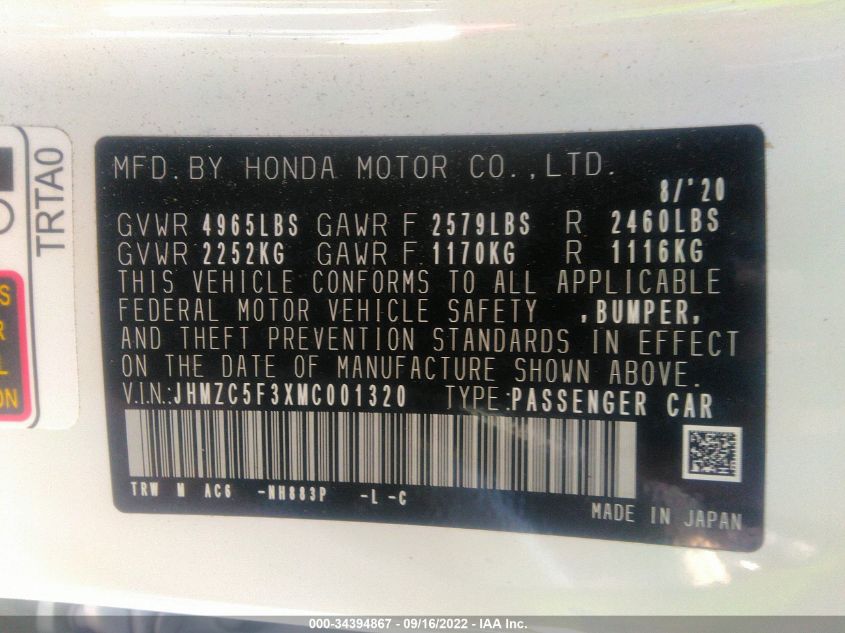 MFD. BY HONDA MOTOR CO., LTD.
8/'20
GVWR 4965LBS GAWR F 2579LBS R 2460LBS
GVWR 2252KG GAWR F 1170KG R 1116KG
THIS VEHICLE CONFORMS TO ALL APPLICABLE
FEDERAL MOTOR VEHICLE SAFETY , BUMPER,
AND THEFT PREVENTION STANDARDS IN EFFECT
ON THE DATE OF MANUFACTURE SHOWN ABOVE.
V.I.N.:JHMZC5F3XMC001320 TYPE:PASSENGER CAR
TRW M AC6 -NH883P -L -C
MADE IN JAPAN
TRTA0
000-34394867 - 09/16/2022 - IAA Inc.